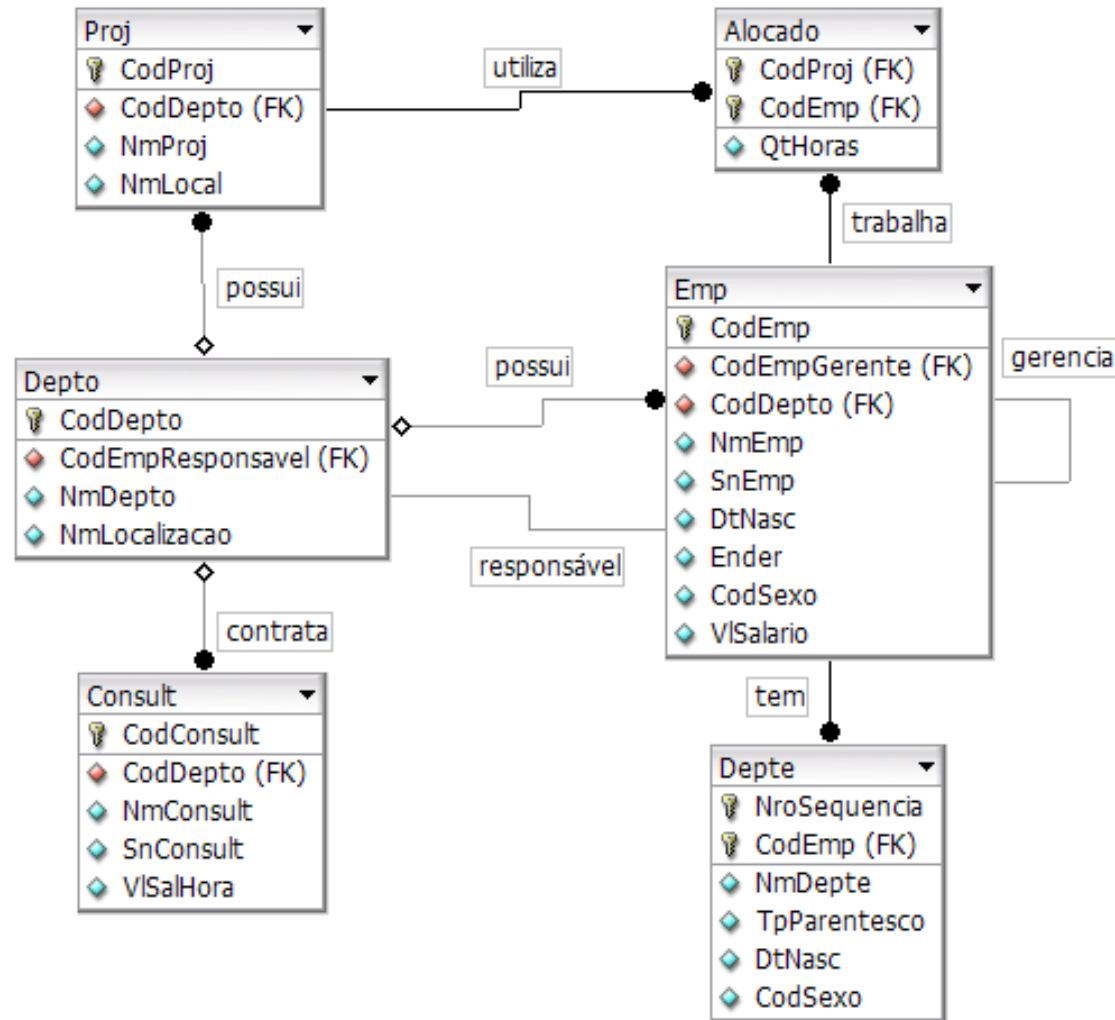 Proj
CodProj
CodDepto (FK)
NmProj
NmLocal
utiliza
Alocado
CodProj (FK)
CodEmp (FK)
QtHoras
trabalha
possui
Emp
CodEmp
CodEmpGerente (FK)
CodDepto (FK)
NmEmp
SnEmp
DtNasc
Ender
CodSexo
VlSalario
gerencia
Depto
CodDepto
CodEmpResponsavel (FK)
NmDepto
NmLocalizacao
possui
responsável
contrata
Consult
CodConsult
CodDepto (FK)
NmConsult
SnConsult
VlSalHora
tem
Depte
NroSequencia
CodEmp (FK)
NmDepte
TpParentesco
DtNasc
CodSexo